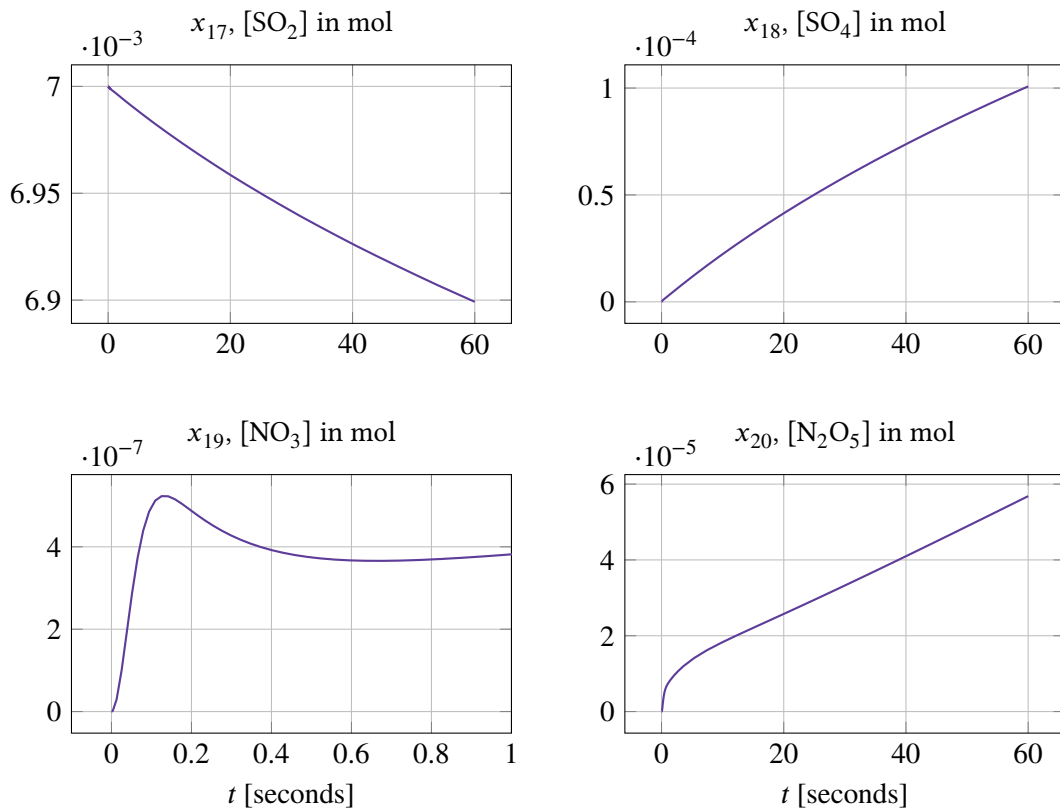 x₁₇, [SO₂] in mol
·10⁻³
7
6.95
6.9
0 20 40 60
x₁₈, [SO₄] in mol
·10⁻⁴
1
0.5
0
0 20 40 60
x₁₉, [NO₃] in mol
·10⁻⁷
4
2
0
0 0.2 0.4 0.6 0.8 1
t [seconds]
x₂₀, [N₂O₅] in mol
·10⁻⁵
6
4
2
0
0 20 40 60
t [seconds]